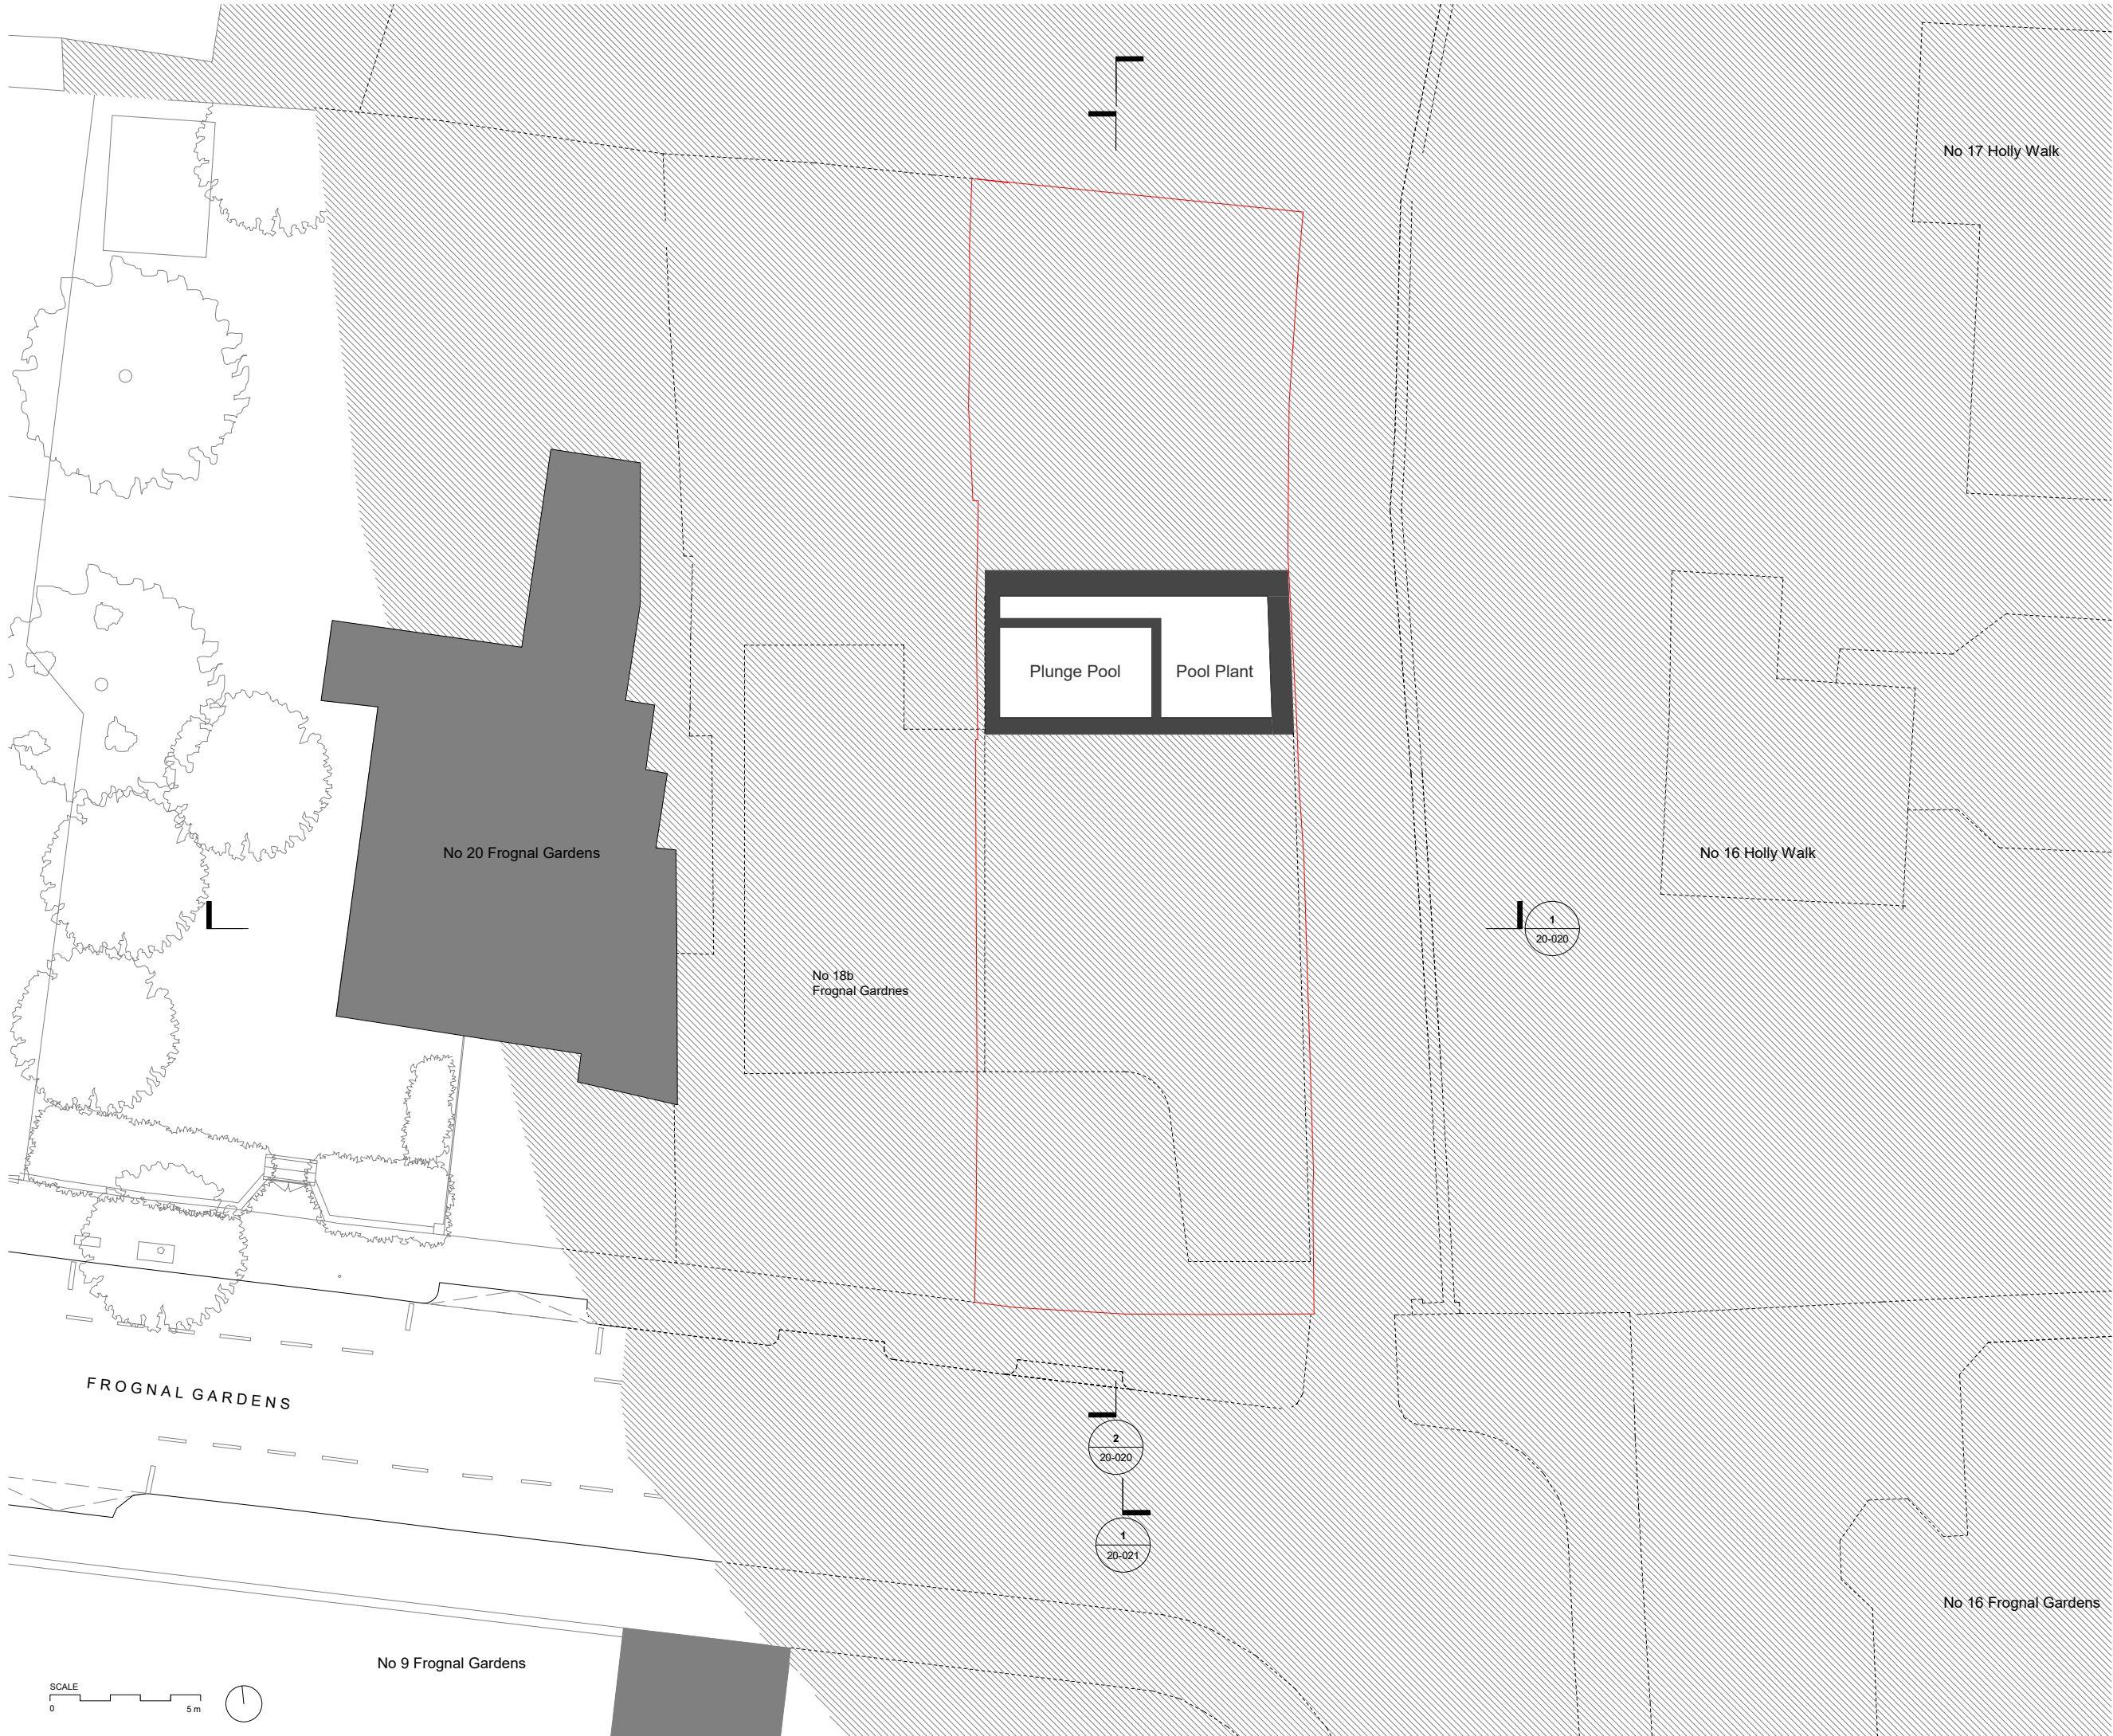 No 17 Holly Walk
Plunge Pool
Pool Plant
No 20 Frognal Gardens
No 16 Holly Walk
1
20-020
No 18b
Frognal Gardnes
FROGNAL GARDENS
2
20-020
1
20-021
No 16 Frognal Gardens
No 9 Frognal Gardens
SCALE
0
5 m